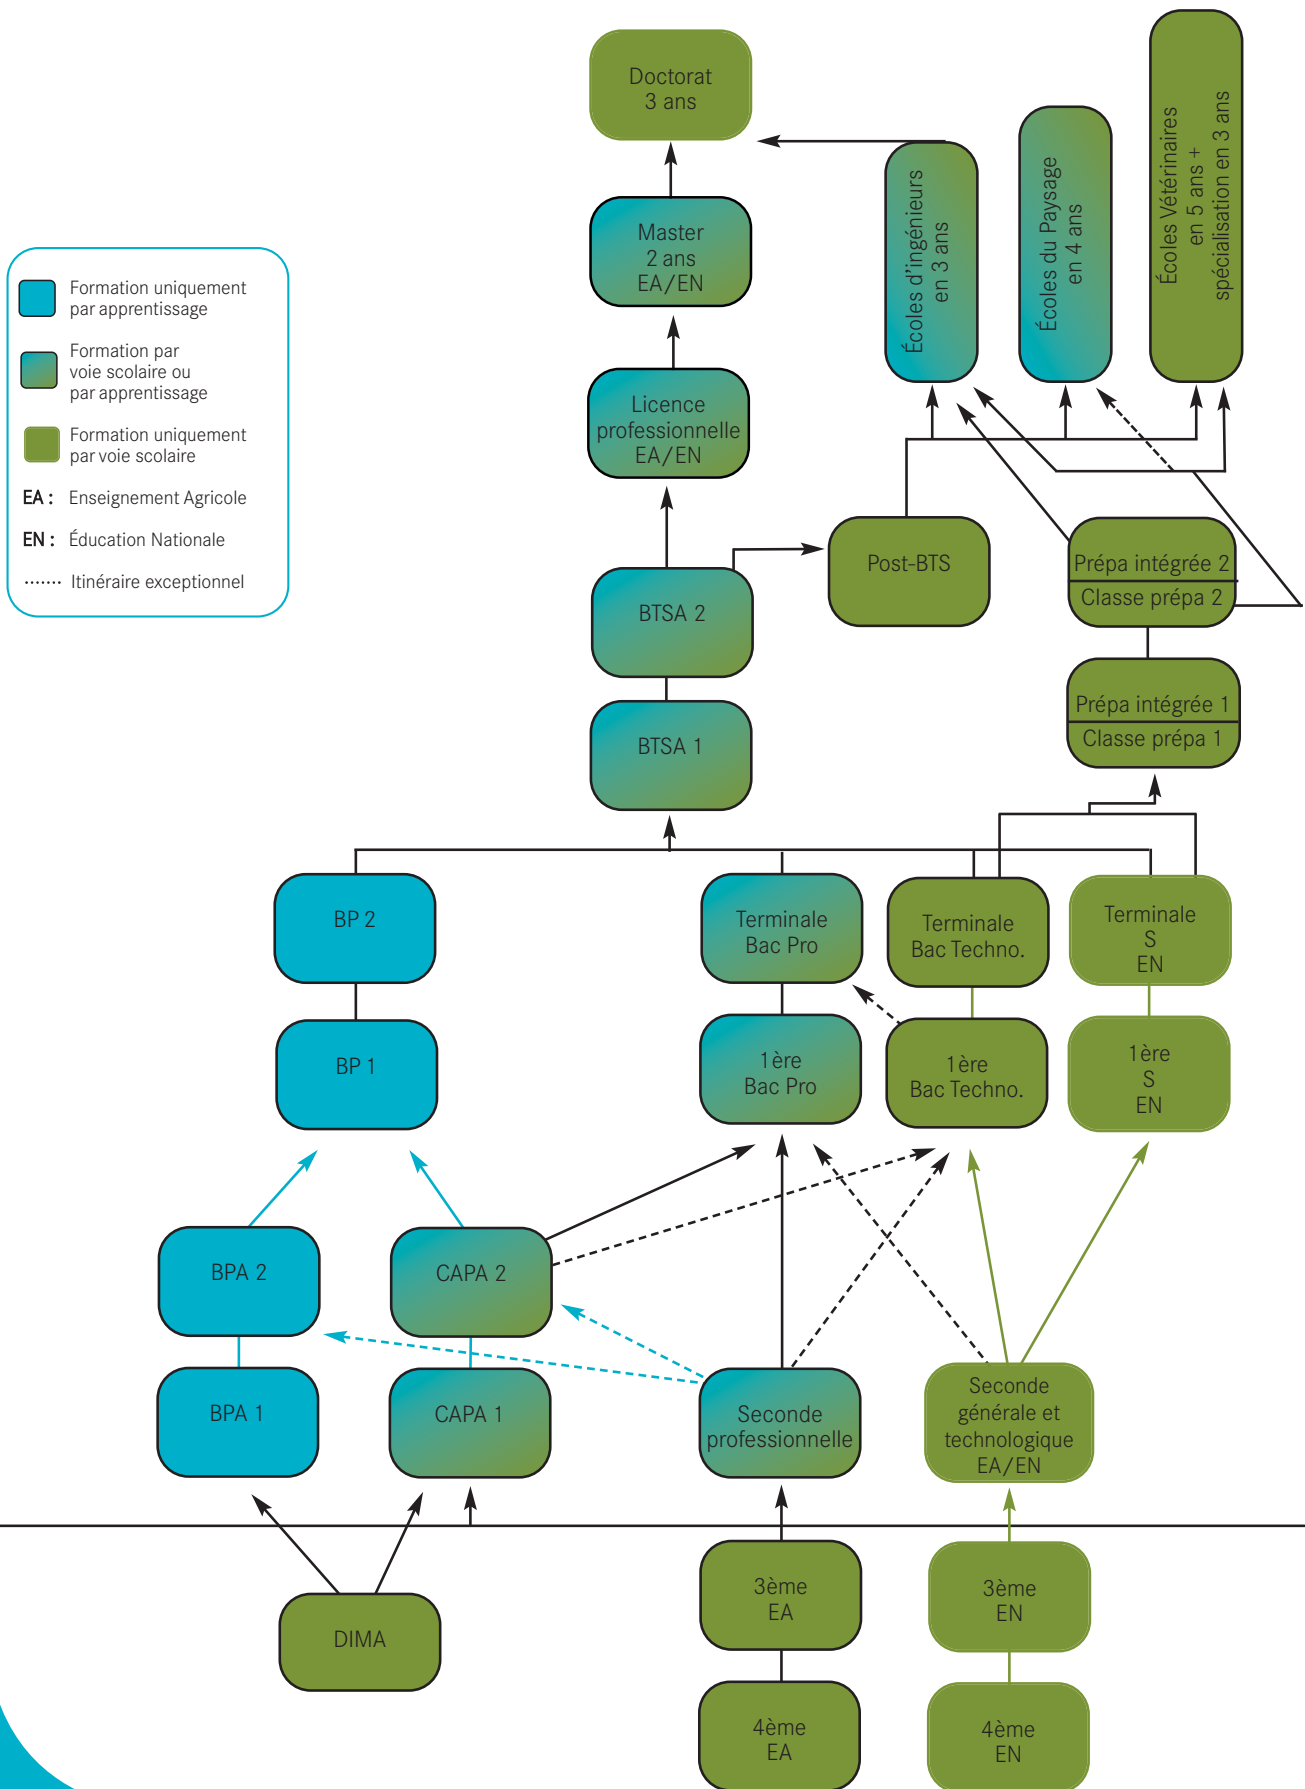 Doctorat
3 ans
Écoles d'ingénieurs
en 3 ans
Écoles du Paysage
en 4 ans
Écoles Vétérinaires
en 5 ans +
spécialisation en 3 ans
Master
2 ans
EA/EN
Formation uniquement
par apprentissage
Formation par
voie scolaire ou
par apprentissage
Formation uniquement
par voie scolaire
EA : Enseignement Agricole
EN : Éducation Nationale
....... Itinéraire exceptionnel
Licence
professionnelle
EA/EN
Post-BTS
Prépa intégrée 2
Classe prépa 2
BTSA 2
Prépa intégrée 1
Classe prépa 1
BTSA 1
BP 2
Terminale
Bac Pro
Terminale
Bac Techno.
Terminale
S
EN
BP 1
1ère
Bac Pro
1ère
Bac Techno.
1ère
S
EN
BPA 2
CAPA 2
BPA 1
CAPA 1
Seconde
professionnelle
Seconde
générale et
technologique
EA/EN
DIMA
3ème
EA
3ème
EN
4ème
EA
4ème
EN